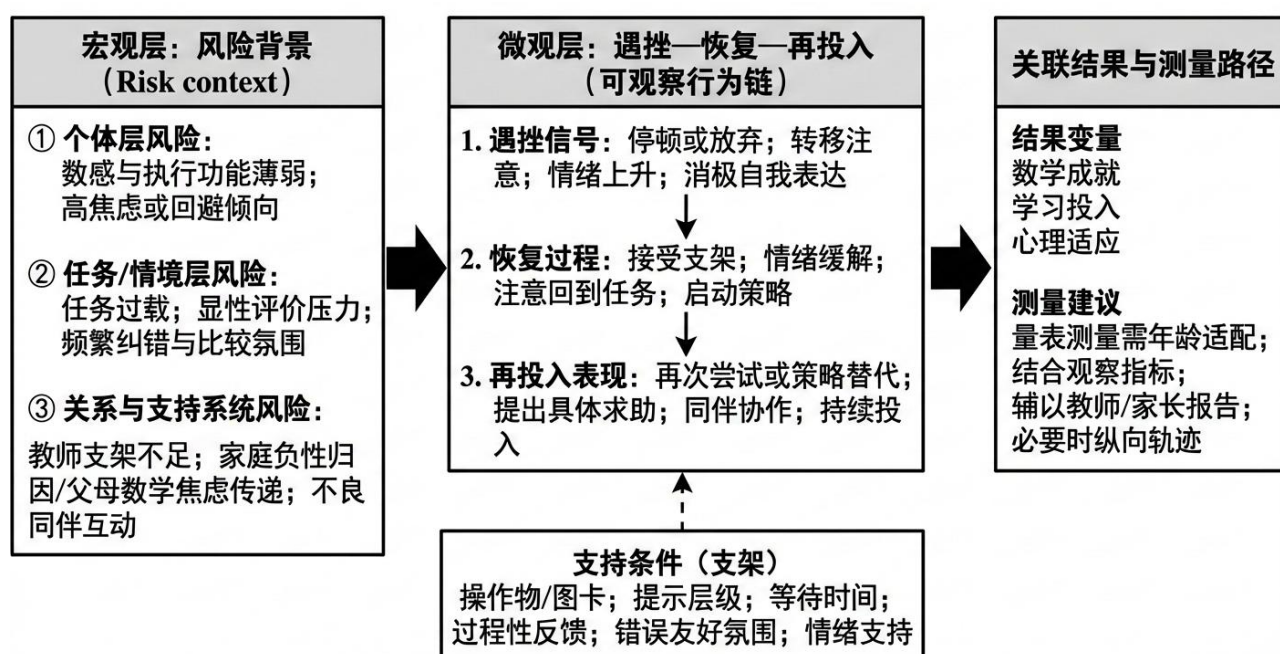 宏观层：风险背景
（Risk context）
① 个体层风险：
数感与执行功能薄弱；
高焦虑或回避倾向
② 任务/情境层风险：
任务过载；显性评价压力；
频繁纠错与比较氛围
③ 关系与支持系统风险：
教师支架不足；家庭负性归
因/父母数学焦虑传递；不良
同伴互动
微观层：遇挫—恢复—再投入
（可观察行为链）
1. 遇挫信号：停顿或放弃；转移注
意；情绪上升；消极自我表达
2. 恢复过程：接受支架；情绪缓解；
注意回到任务；启动策略
3. 再投入表现：再次尝试或策略替代；
提出具体求助；同伴协作；持续投
入
支持条件（支架）
操作物/图卡；提示层级；等待时间；
过程性反馈；错误友好氛围；情绪支持
关联结果与测量路径
结果变量
数学成就
学习投入
心理适应
测量建议
量表测量需年龄适配；
结合观察指标；
辅以教师/家长报告；
必要时纵向轨迹